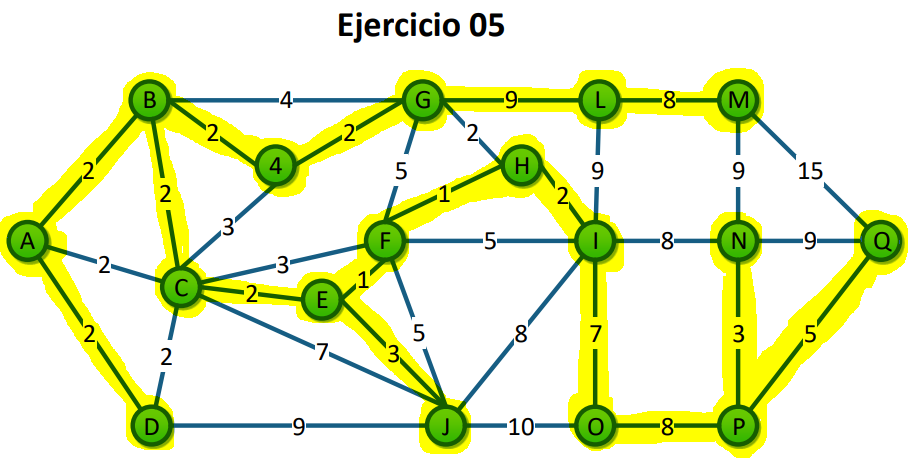 Ejercicio 05
B 4 G 9 L 8 M
2 2 2 2
4 H
2 5 1 2 9 9 15
3
A 2 3 F 5 I 8 N 9 Q
C 2 E 1
2 2 7 3 5 8 7 3 5
D 9 J 10 O 8 P